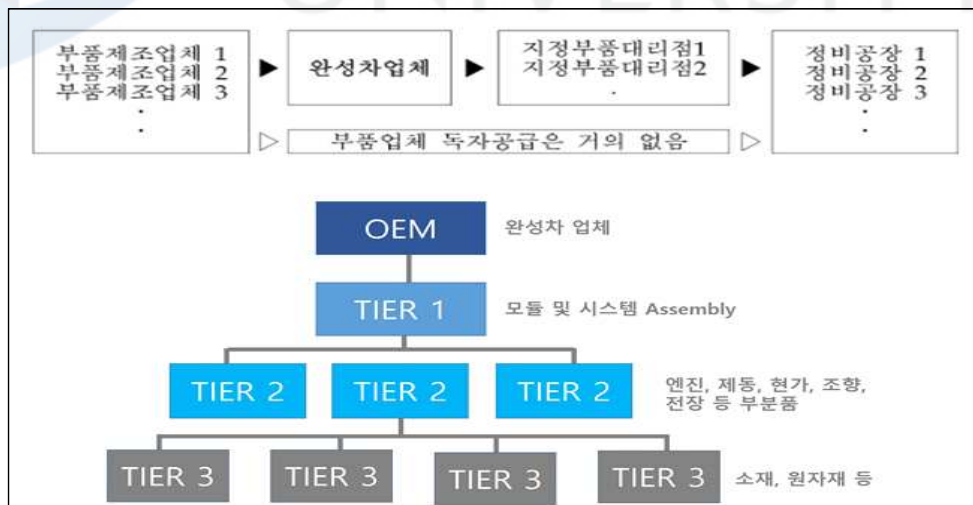 부품제조업체 1
부품제조업체 2
부품제조업체 3
·
·
▶
완성차업체
▶
지정부품대리점1
지정부품대리점2
·
▶
정비공장 1
정비공장 2
정비공장 3
·
·
▷ 부품업체 독자공급은 거의 없음 ▷
OEM 완성차 업체
TIER 1 모듈 및 시스템 Assembly
TIER 2 TIER 2 TIER 2 엔진, 제동, 현가, 조향,
전장 등 부분품
TIER 3 TIER 3 TIER 3 TIER 3 소재, 원자재 등